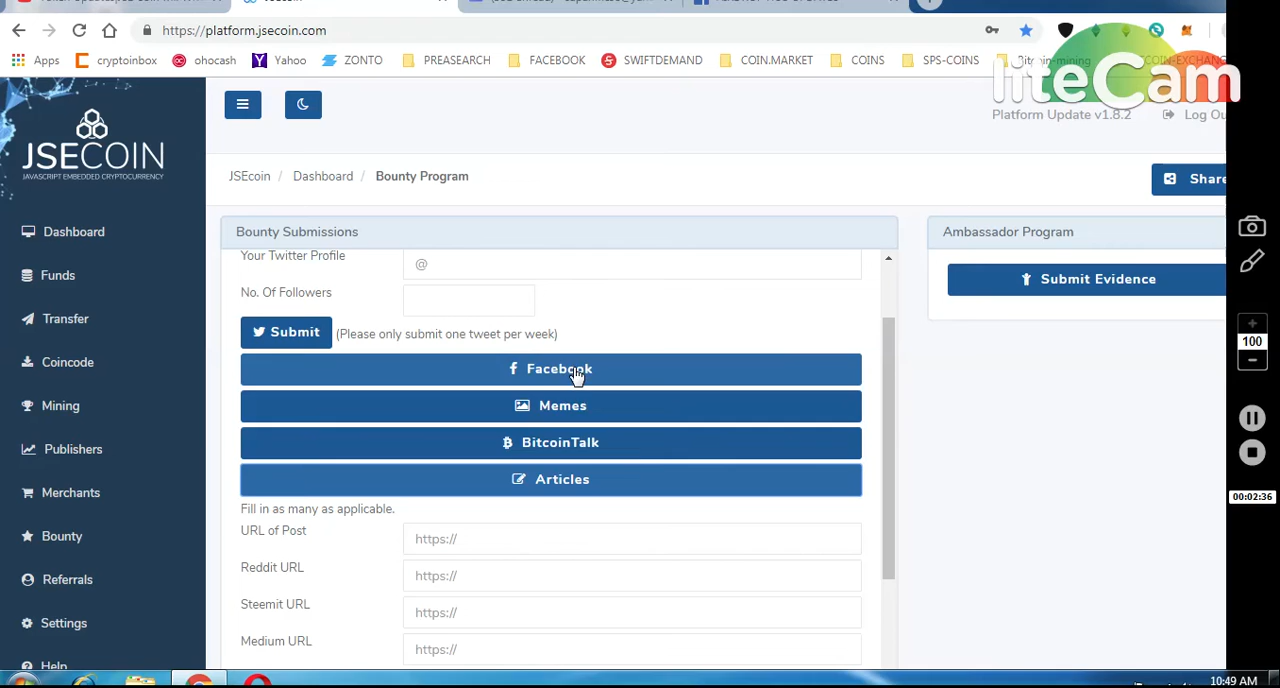 https://platform.jsecoin.com
Apps cryptoinbox ohocash Yahoo ZONTO PREASEARCH FACEBOOK SWIFTDEMAND COIN.MARKET COINS SPS-COINS
liteCam
Platform Update v1.8.2 Log Ou
JSECOIN
JAVASCRIPT EMBEDDED CRYPTOCURRENCY
JSEcoin / Dashboard / Bounty Program
Share
Dashboard
Funds
Transfer
Coincode
Mining
Publishers
Merchants
Bounty
Referrals
Settings
Help
Bounty Submissions
Your Twitter Profile @
No. Of Followers
Submit (Please only submit one tweet per week)
Facebook
Memes
BitcoinTalk
Articles
Fill in as many as applicable.
URL of Post https://
Reddit URL https://
Steemit URL https://
Medium URL https://
Ambassador Program
Submit Evidence
100
00:02:36
10:49 AM